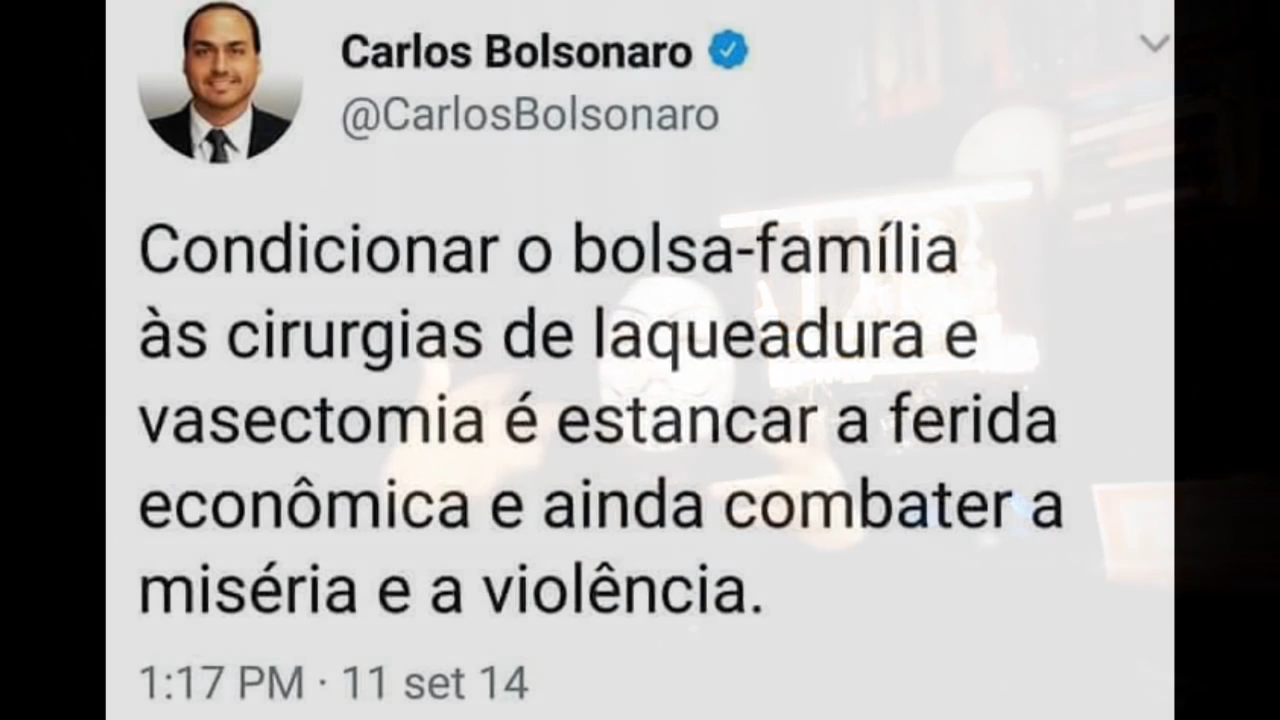 Carlos Bolsonaro
@CarlosBolsonaro
Condicionar o bolsa-família
às cirurgias de laqueadura e
vasectomia é estancar a ferida
econômica e ainda combater a
miséria e a violência.
1:17 PM · 11 set 14